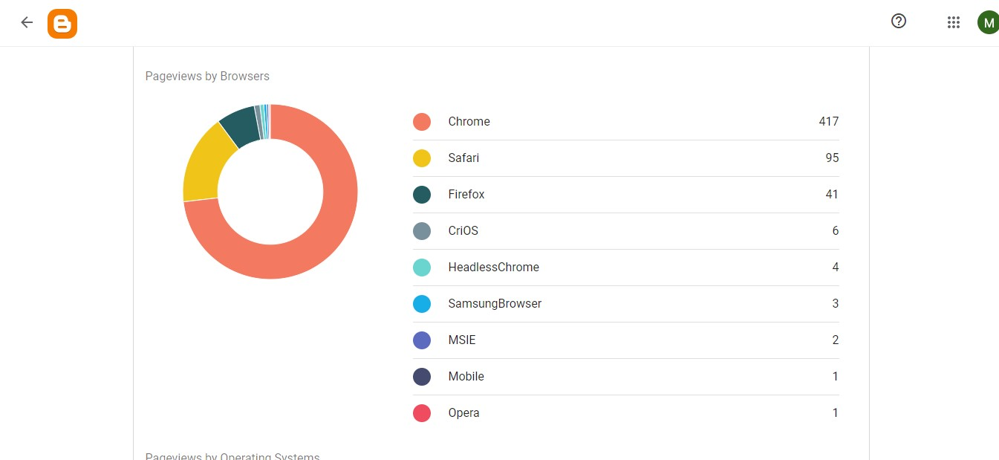 M
Pageviews by Browsers
Chrome 417
Safari 95
Firefox 41
CriOS 6
HeadlessChrome 4
SamsungBrowser 3
MSIE 2
Mobile 1
Opera 1
Pageviews by Operating Systems